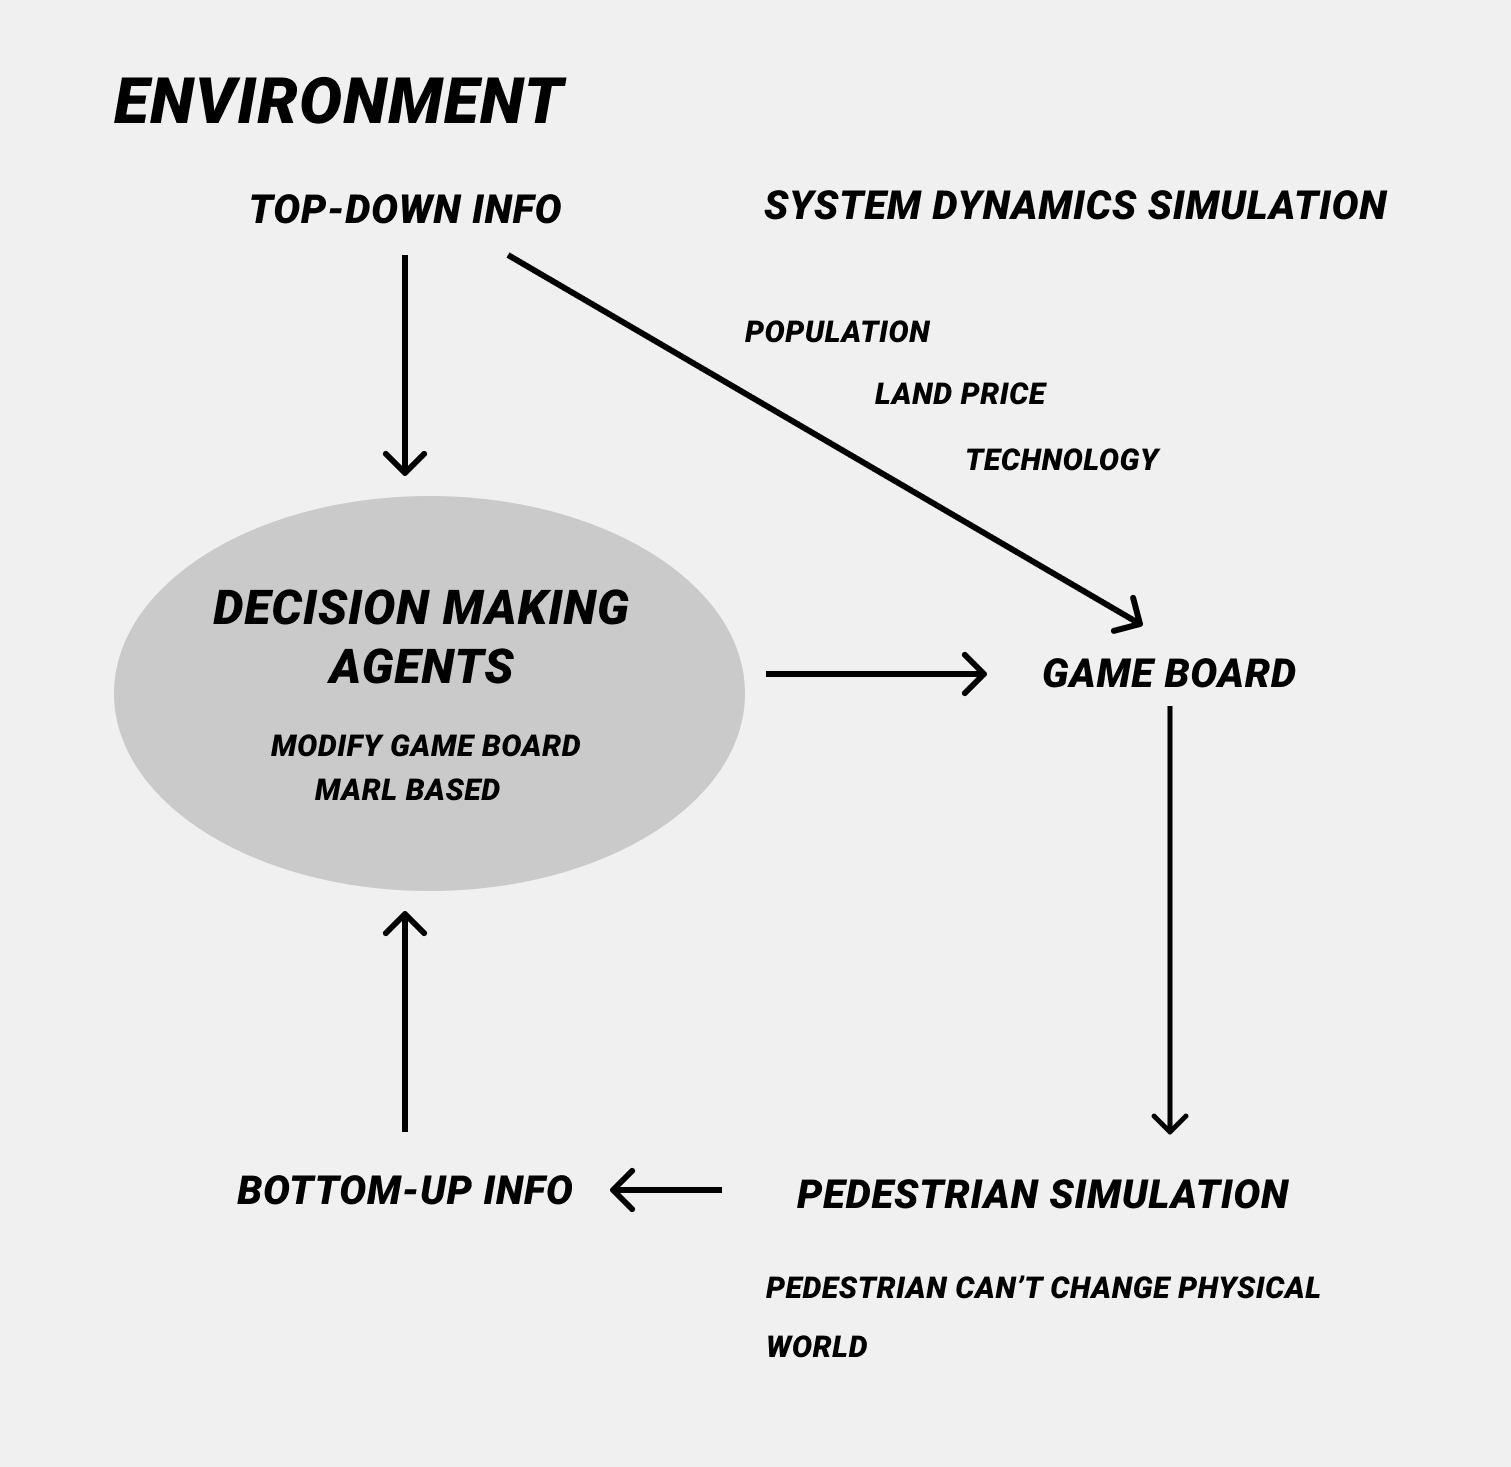 ENVIRONMENT
TOP-DOWN INFO
SYSTEM DYNAMICS SIMULATION
POPULATION
LAND PRICE
TECHNOLOGY
DECISION MAKING
AGENTS
MODIFY GAME BOARD
MARL BASED
GAME BOARD
BOTTOM-UP INFO
PEDESTRIAN SIMULATION
PEDESTRIAN CAN’T CHANGE PHYSICAL
WORLD